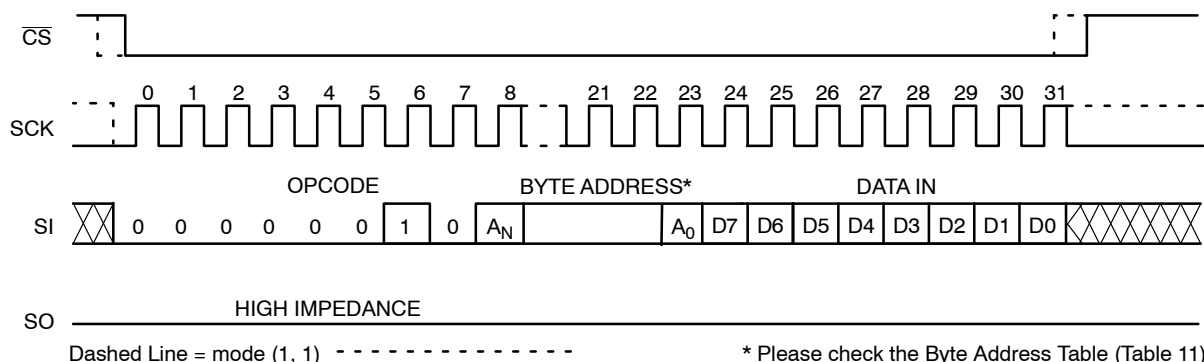 CS
0 1 2 3 4 5 6 7 8 21 22 23 24 25 26 27 28 29 30 31
SCK
OPCODE BYTE ADDRESS* DATA IN
SI 0 0 0 0 0 0 1 0 AN A0 D7 D6 D5 D4 D3 D2 D1 D0
HIGH IMPEDANCE
SO
Dashed Line = mode (1, 1) * Please check the Byte Address Table (Table 11)